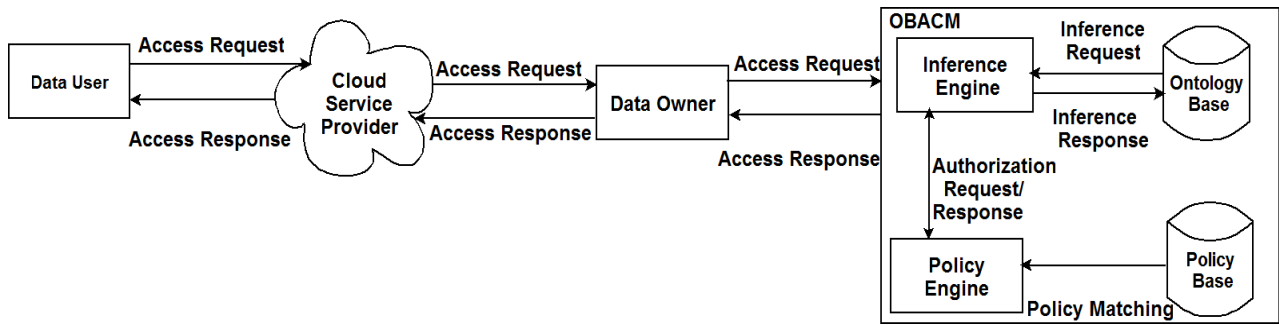 OBACM
Access Request
Data User
Access Response
Cloud
Service
Provider
Access Request
Access Response
Data Owner
Access Request
Access Response
Inference
Engine
Inference
Request
Ontology
Base
Inference
Response
Authorization
Request/
Response
Policy
Engine
Policy
Base
Policy Matching